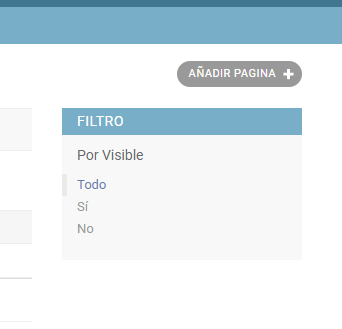 AÑADIR PAGINA
FILTRO
Por Visible
Todo
Sí
No